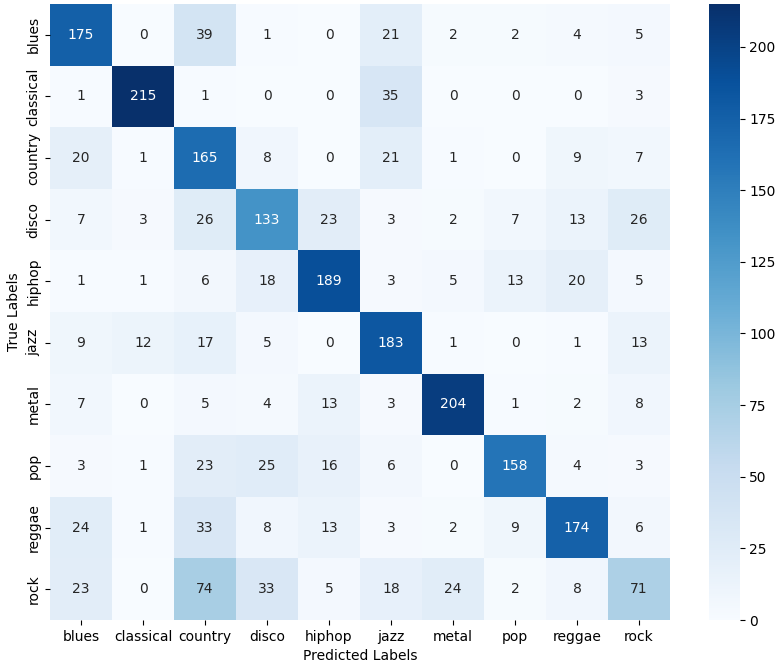 blues 175 0 39 1 0 21 2 2 4 5
classical 1 215 1 0 0 35 0 0 0 3
country 20 1 165 8 0 21 1 0 9 7
disco 7 3 26 133 23 3 2 7 13 26
hiphop 1 1 6 18 189 3 5 13 20 5
jazz 9 12 17 5 0 183 1 0 1 13
metal 7 0 5 4 13 3 204 1 2 8
pop 3 1 23 25 16 6 0 158 4 3
reggae 24 1 33 8 13 3 2 9 174 6
rock 23 0 74 33 5 18 24 2 8 71
blues classical country disco hiphop jazz metal pop reggae rock
Predicted Labels
True Labels
200
175
150
125
100
75
50
25
0